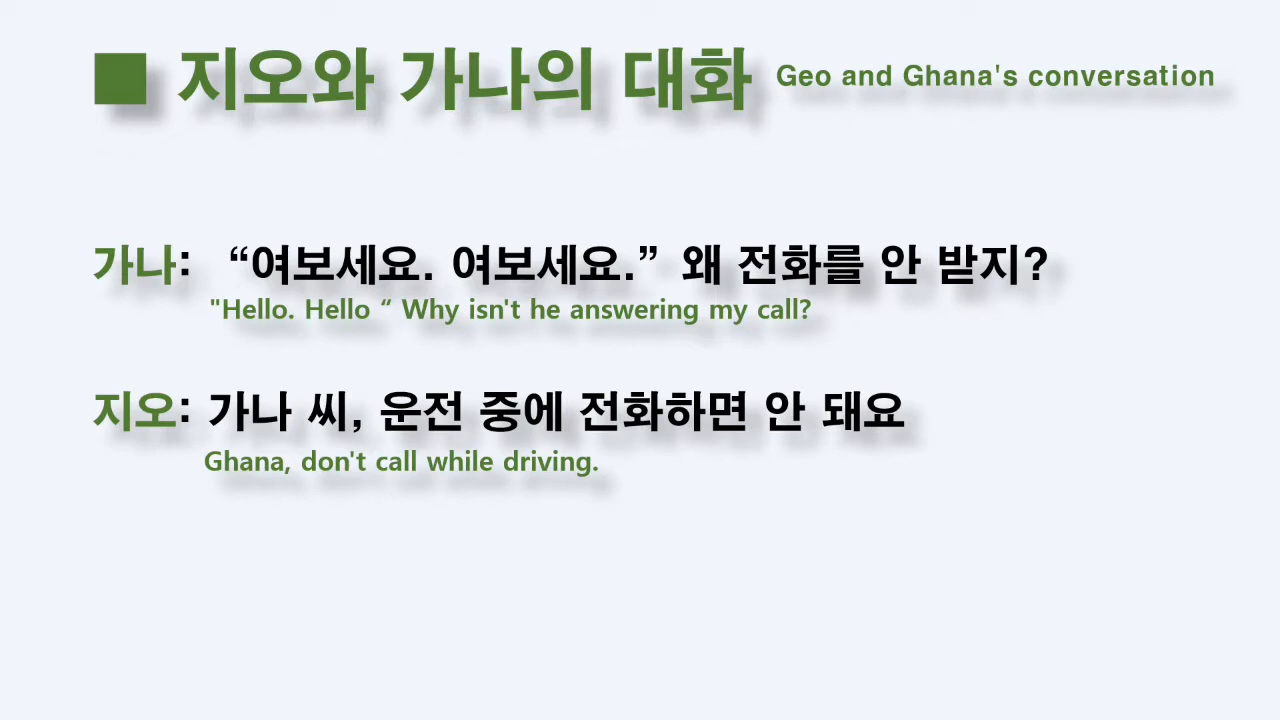 ■ 지오와 가나의 대화 Geo and Ghana's conversation
가나: “여보세요. 여보세요.” 왜 전화를 안 받지?
"Hello. Hello “ Why isn't he answering my call?
지오: 가나 씨, 운전 중에 전화하면 안 돼요
Ghana, don't call while driving.